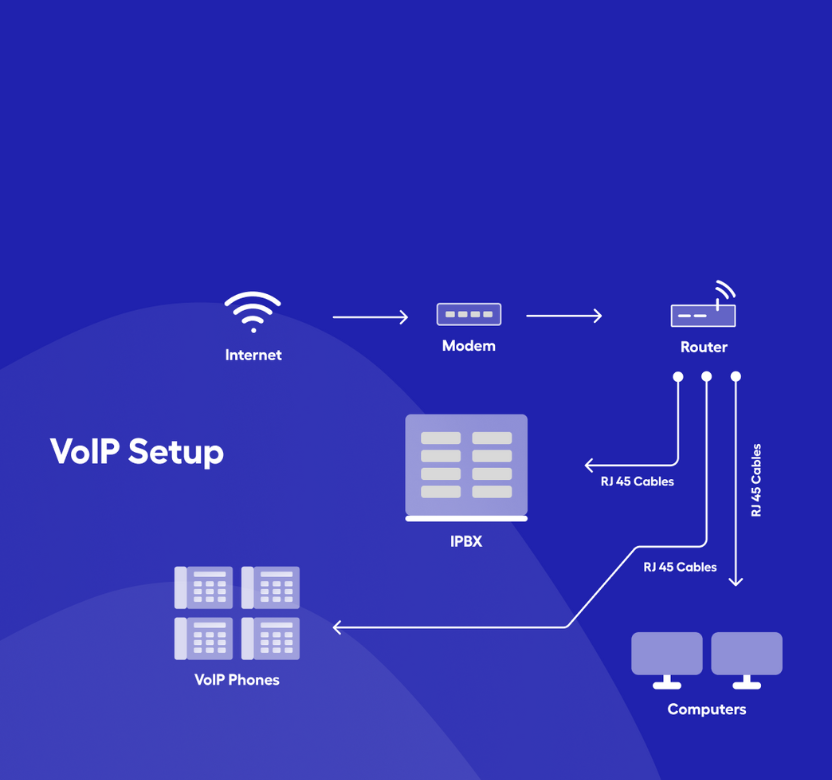 Internet
Modem
Router
VoIP Setup
RJ 45 Cables
RJ 45 Cables
IPBX
RJ 45 Cables
VoIP Phones
Computers